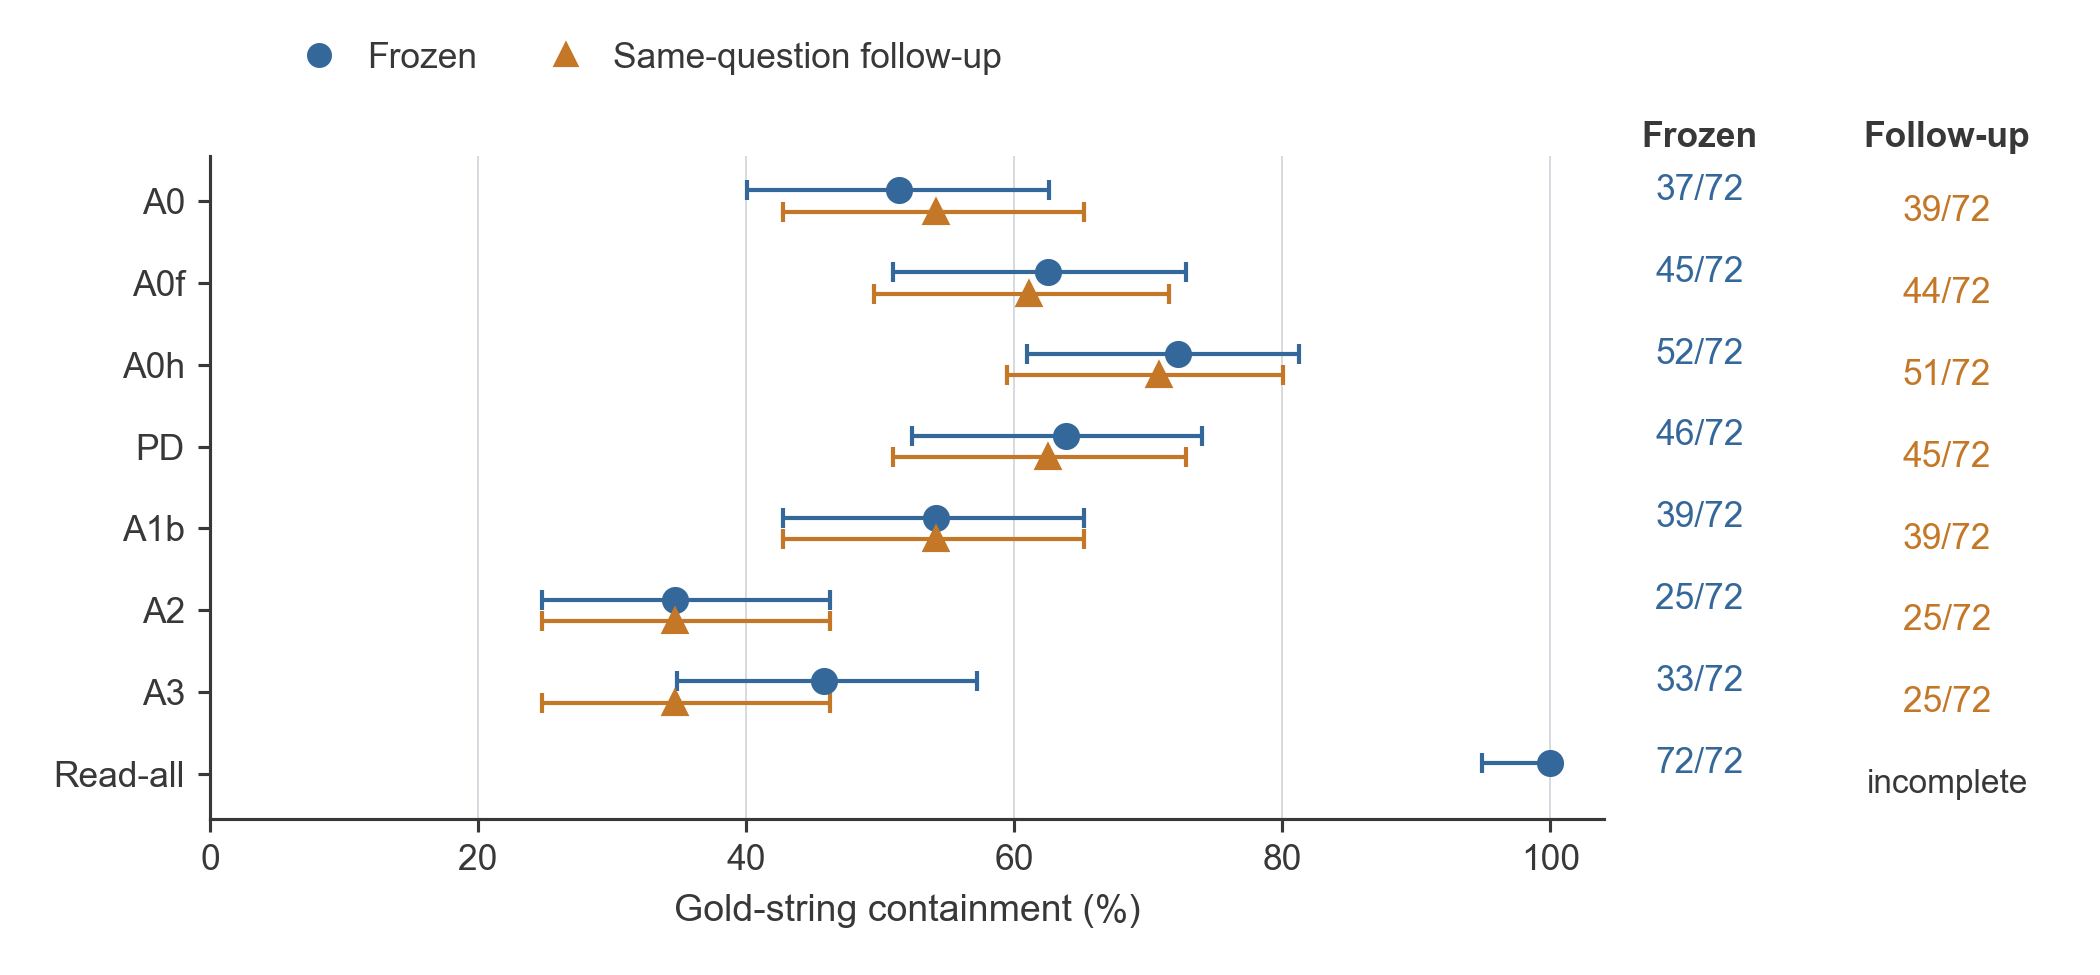 Frozen Same-question follow-up
Frozen Follow-up
A0 37/72 39/72
A0f 45/72 44/72
A0h 52/72 51/72
PD 46/72 45/72
A1b 39/72 39/72
A2 25/72 25/72
A3 33/72 25/72
Read-all 72/72 incomplete
0 20 40 60 80 100
Gold-string containment (%)